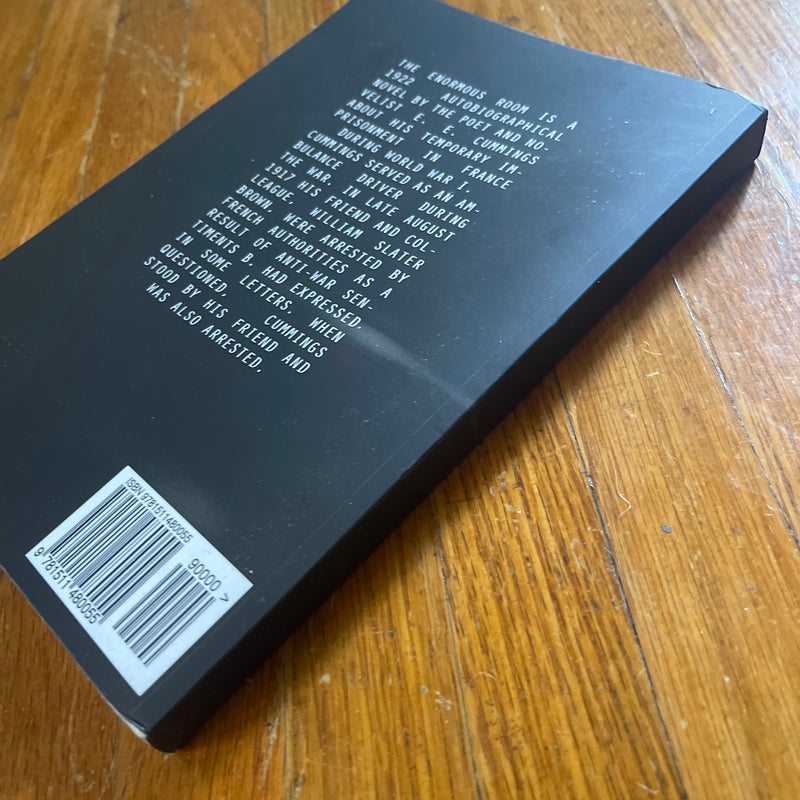 THE ENORMOUS ROOM IS A
1922 AUTOBIOGRAPHICAL
NOVEL BY THE POET AND NO-
VELIST E. E. CUMMINGS
ABOUT HIS TEMPORARY IM-
PRISONMENT IN FRANCE
DURING WORLD WAR I.
CUMMINGS SERVED AS AN AM-
BULANCE DRIVER DURING
THE WAR. IN LATE AUGUST
1917 HIS FRIEND AND COL-
LEAGUE, WILLIAM SLATER
BROWN, WERE ARRESTED BY
FRENCH AUTHORITIES AS A
RESULT OF ANTI-WAR SEN-
TIMENTS B. HAD EXPRESSED
IN SOME LETTERS. WHEN
QUESTIONED, CUMMINGS
STOOD BY HIS FRIEND AND
WAS ALSO ARRESTED.
ISBN 9781511480055
90000 >
9 781511 480055